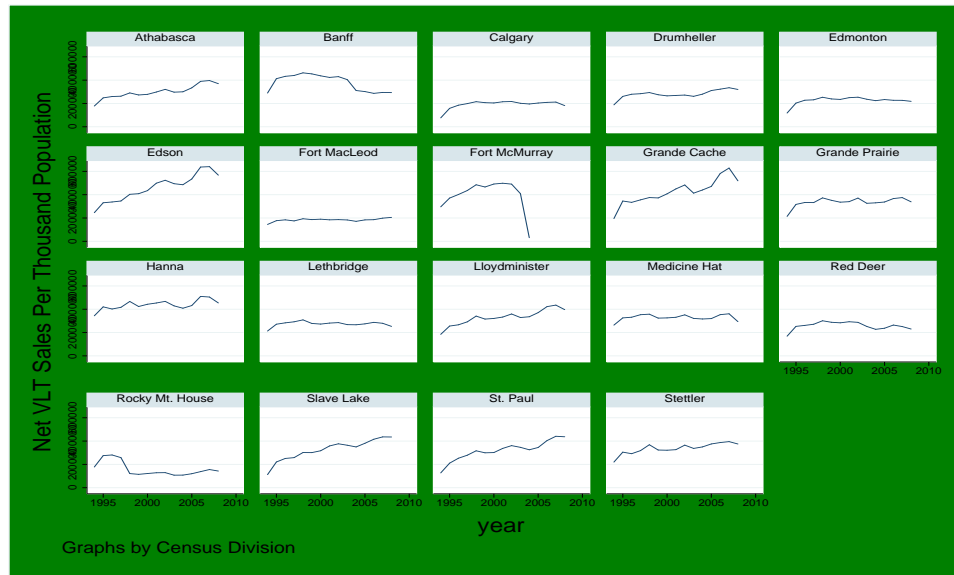 Net VLT Sales Per Thousand Population
Athabasca Banff Calgary Drumheller Edmonton
Edson Fort MacLeod Fort McMurray Grande Cache Grande Prairie
Hanna Lethbridge Lloydminister Medicine Hat Red Deer
1995 2000 2005 2010
Rocky Mt. House Slave Lake St. Paul Stettler
1995 2000 2005 2010 1995 2000 2005 2010 1995 2000 2005 2010 1995 2000 2005 2010
year
Graphs by Census Division